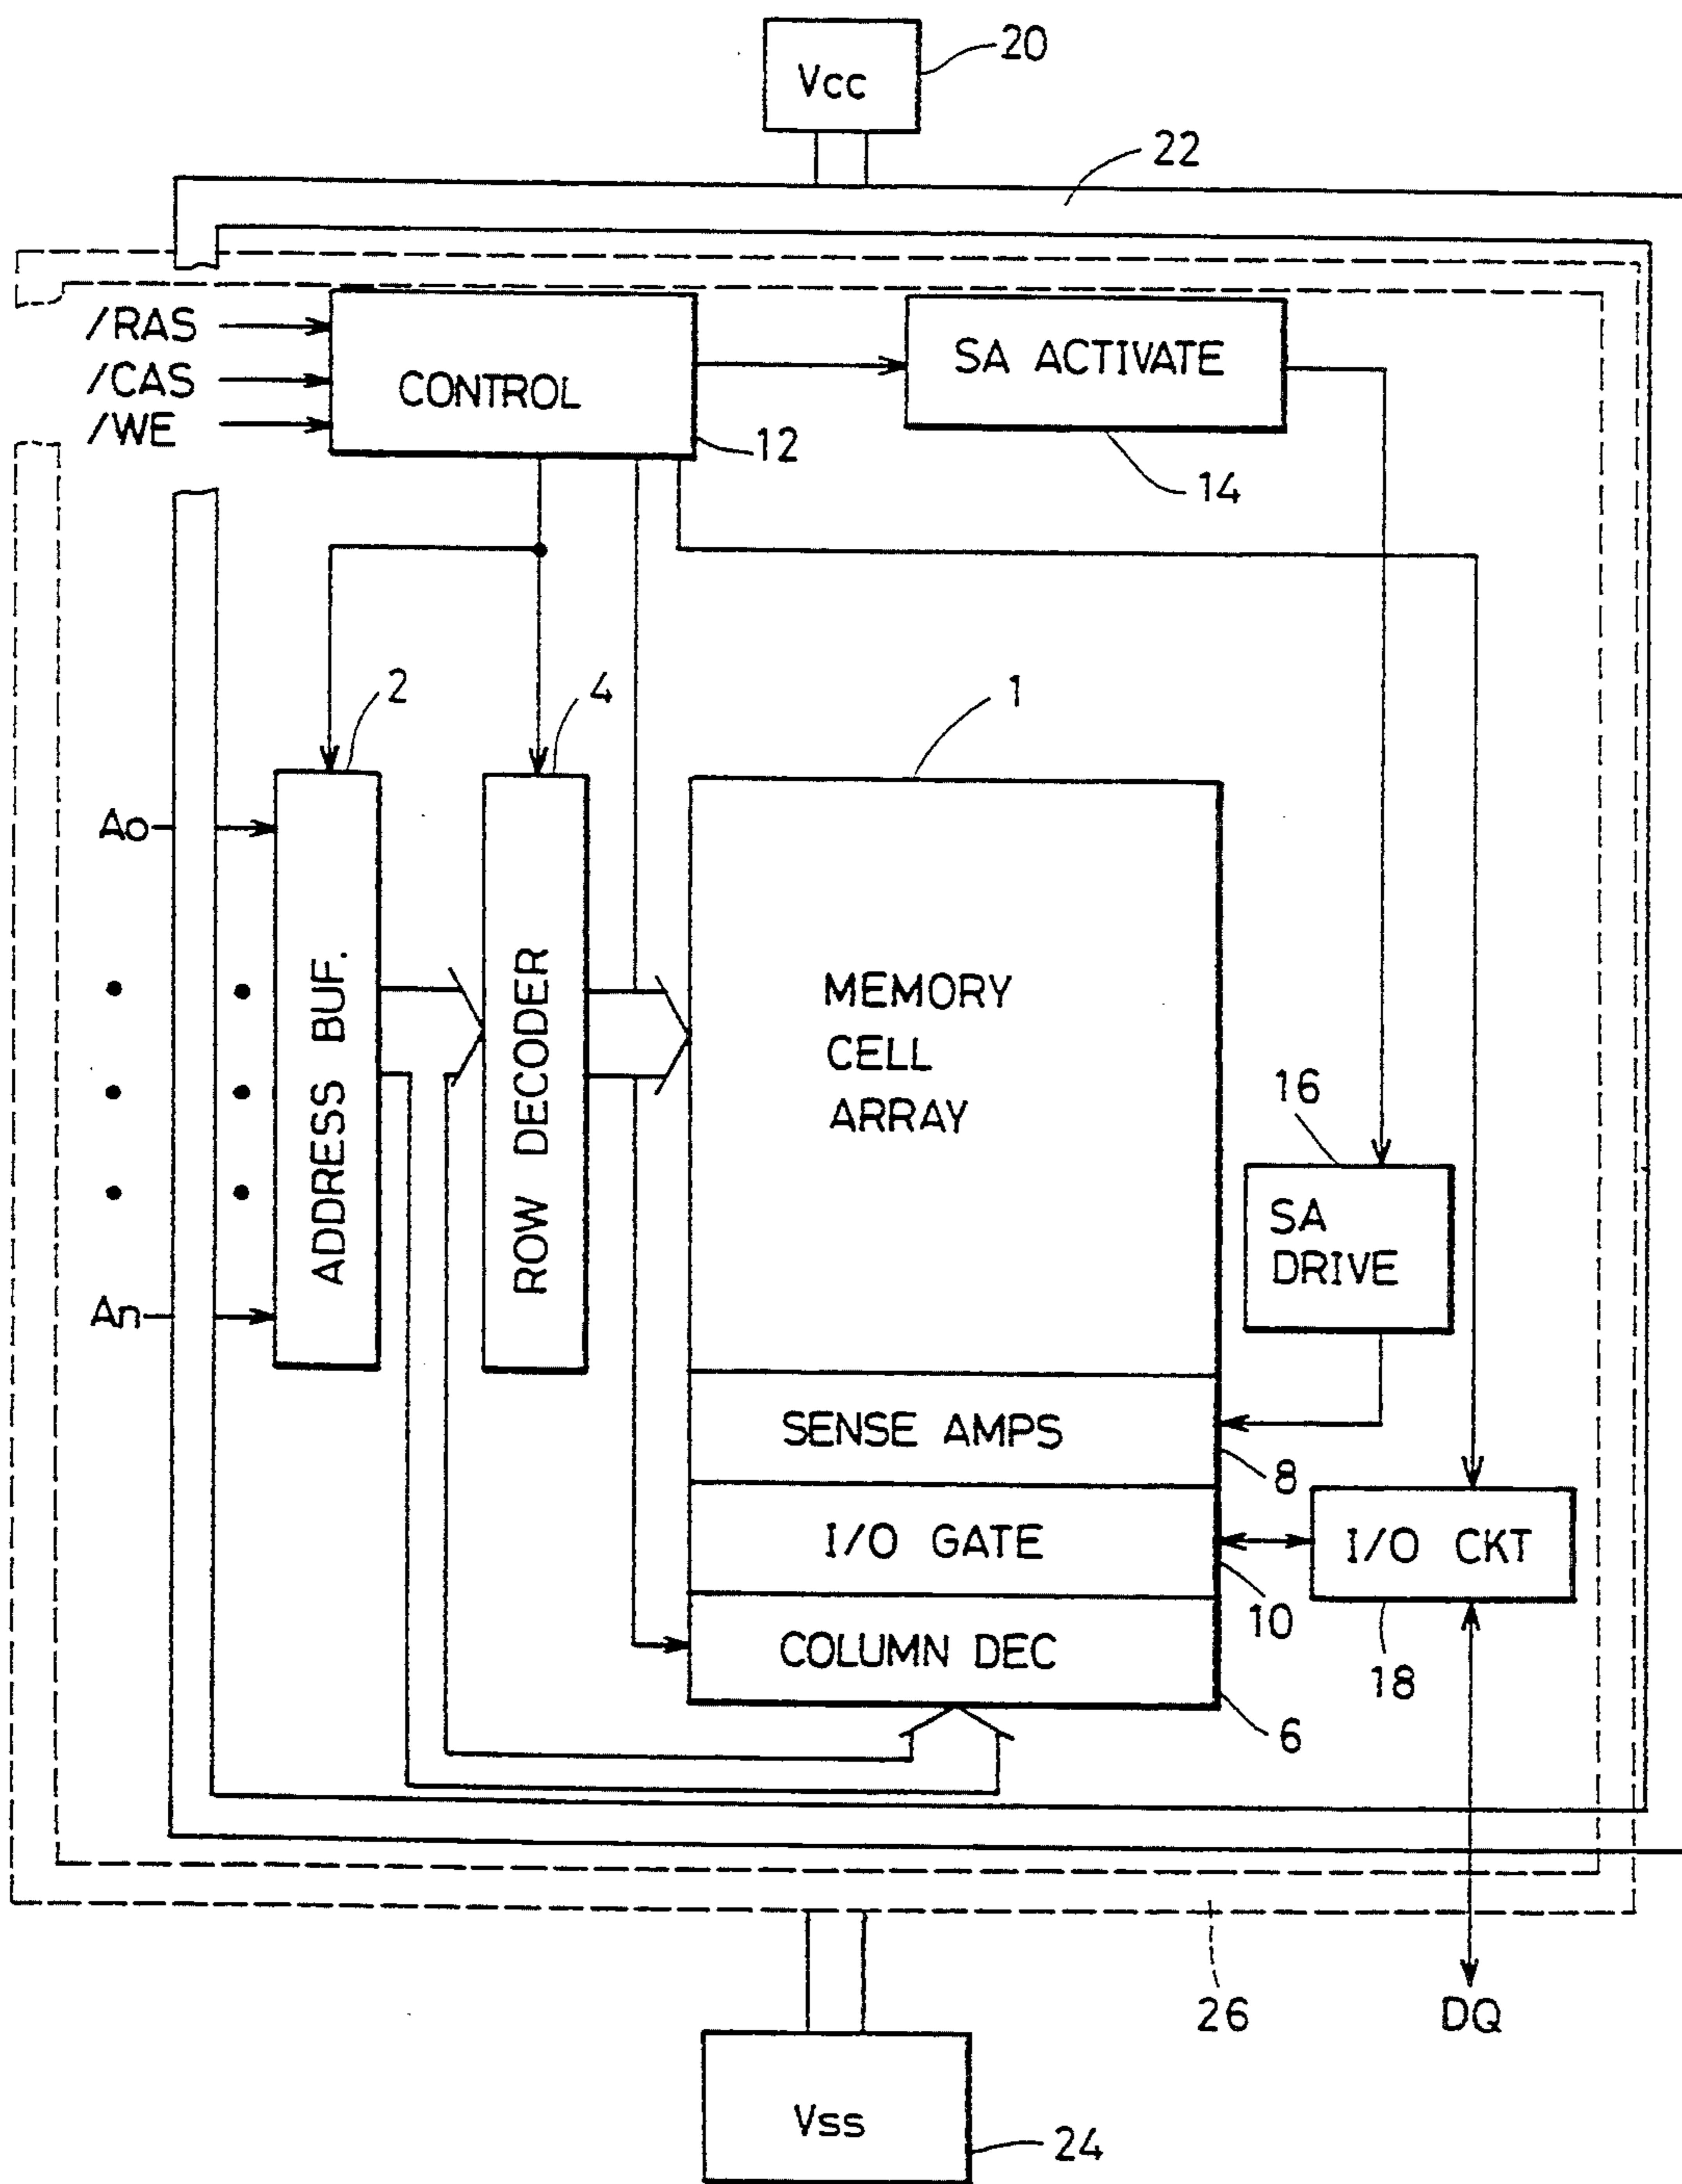 Vcc
20
22
/RAS
/CAS
/WE
CONTROL
12
SA ACTIVATE
14
2
4
1
Ao
An
ADDRESS BUF.
ROW DECODER
MEMORY
CELL
ARRAY
16
SA
DRIVE
SENSE AMPS
8
I/O GATE
10
I/O CKT
18
COLUMN DEC
6
26
DQ
Vss
24